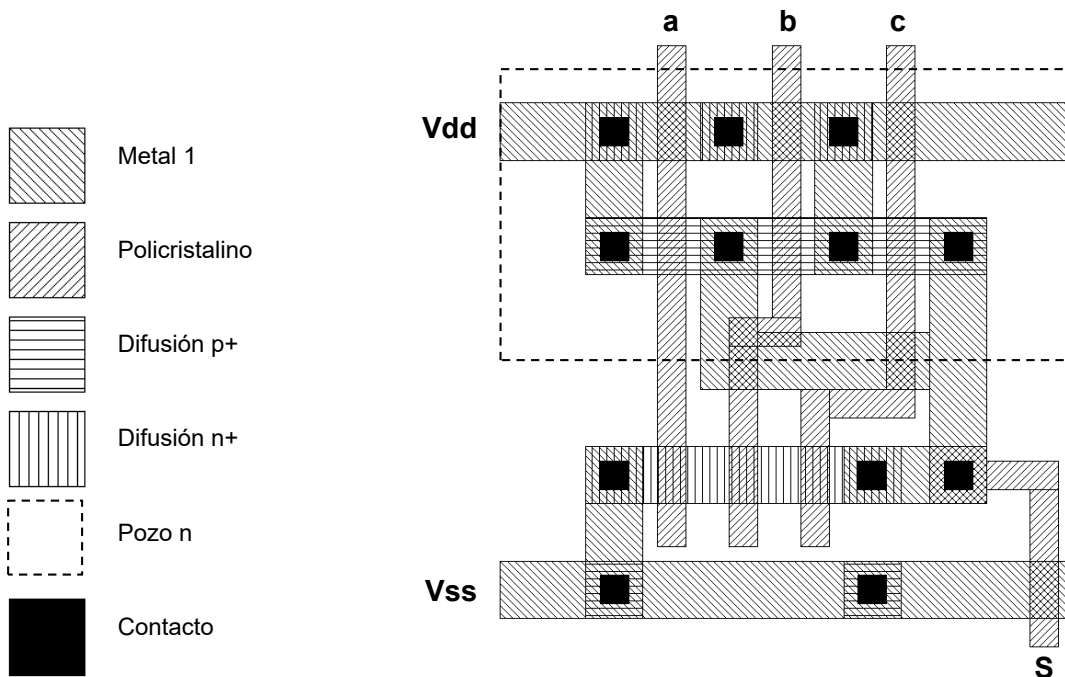 a b c
Vdd
Metal 1
Policristalino
Difusión p+
Difusión n+
Pozo n
Vss
Contacto
S